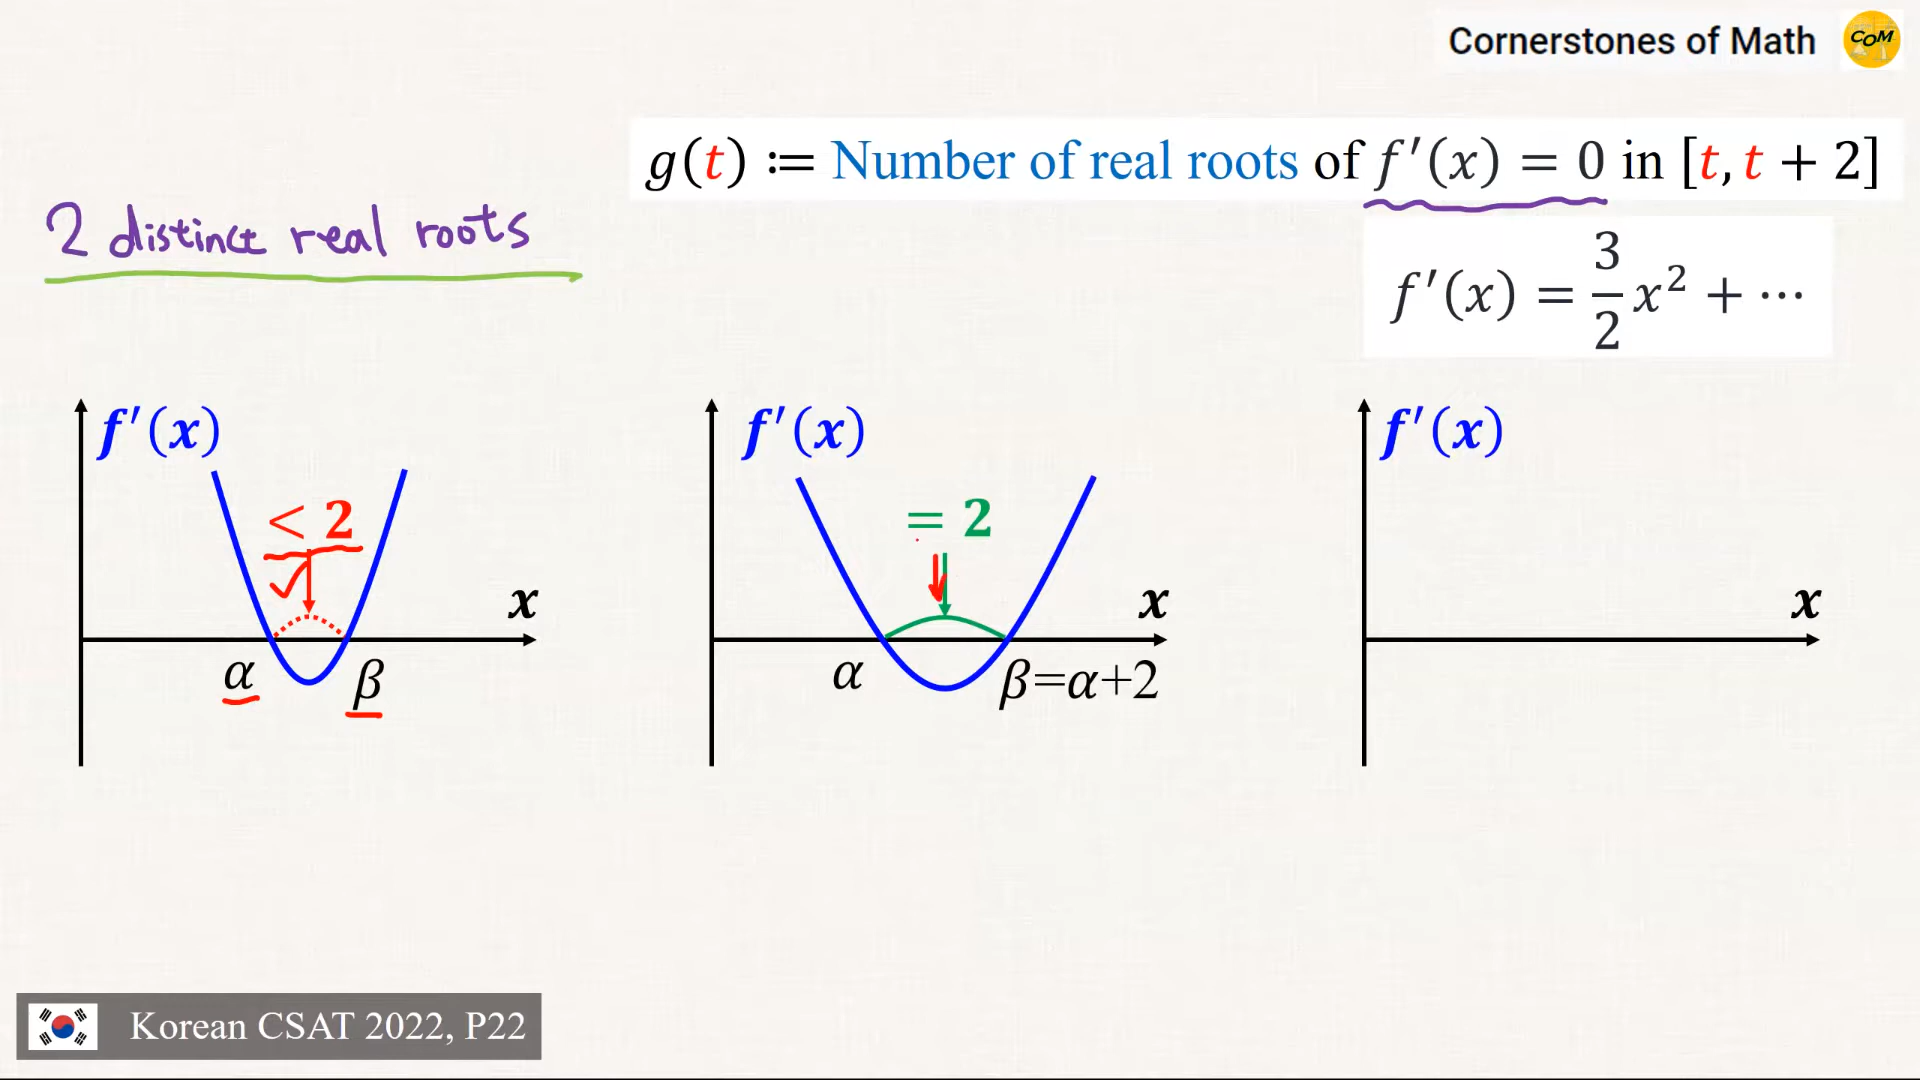 Cornerstones of Math
COM
g(t) ≔ Number of real roots of f′(x) = 0 in [t, t + 2]
2 distinct real roots
f′(x) = 3/2 x² + ⋯
f′(x)
< 2
x
α
β
f′(x)
= 2
x
α
β=α+2
f′(x)
x
Korean CSAT 2022, P22